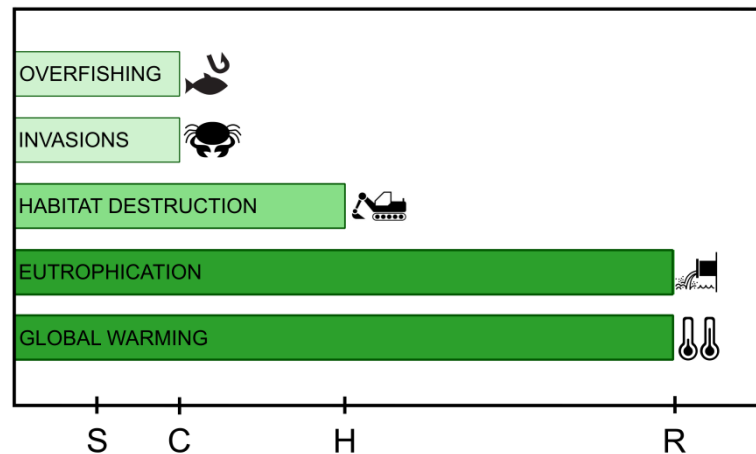 OVERFISHING
INVASIONS
HABITAT DESTRUCTION
EUTROPHICATION
GLOBAL WARMING
S C H R